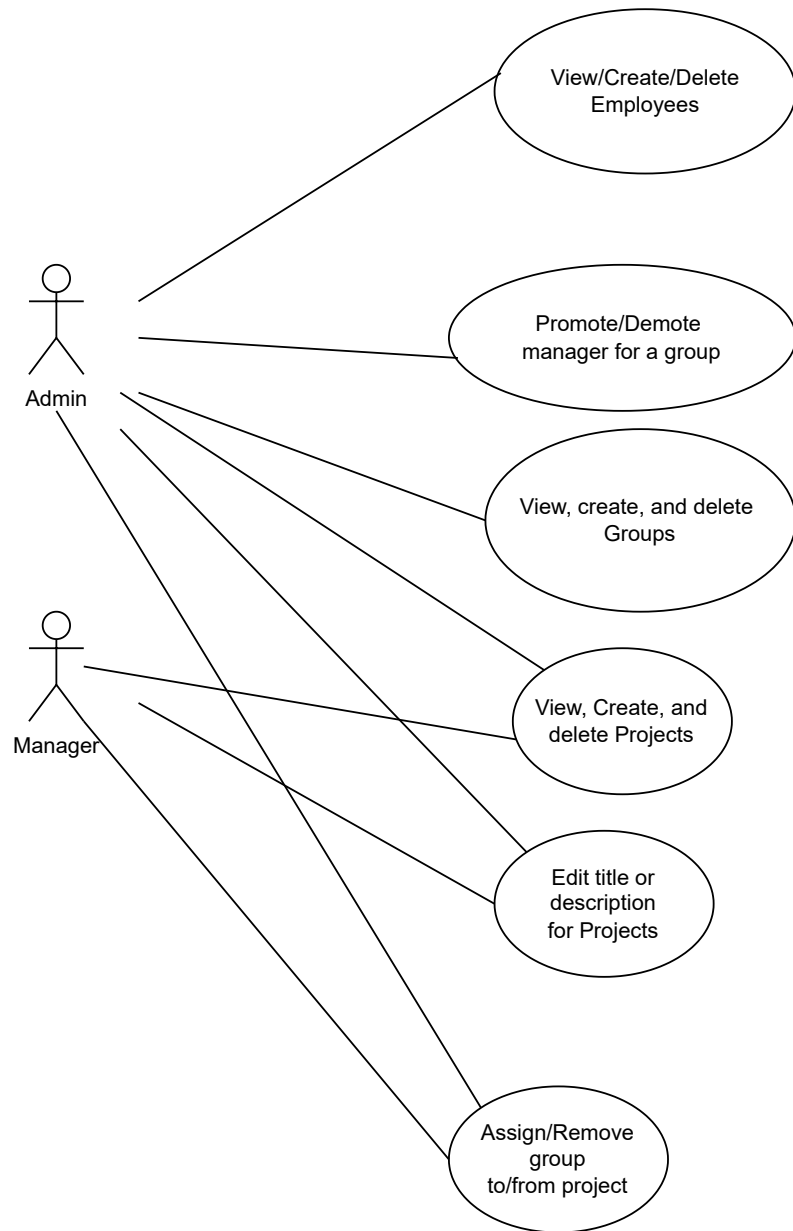 View/Create/Delete
Employees
Promote/Demote
manager for a group
Admin
View, create, and delete
Groups
View, Create, and
delete Projects
Manager
Edit title or
description
for Projects
Assign/Remove
group
to/from project